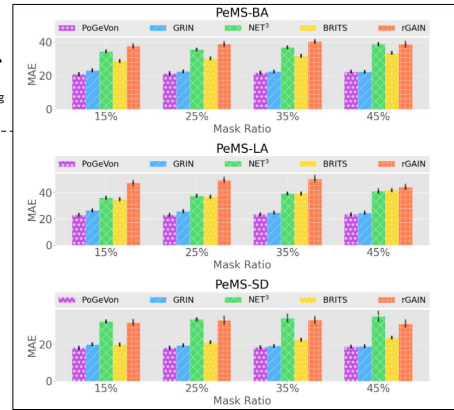 PeMS-BA
PoGeVon GRIN NET³ BRITS rGAIN
40
20
0
MAE
15% 25% 35% 45%
Mask Ratio
g
PeMS-LA
PoGeVon GRIN NET³ BRITS rGAIN
40
20
0
MAE
15% 25% 35% 45%
Mask Ratio
PeMS-SD
PoGeVon GRIN NET³ BRITS rGAIN
20
0
MAE
15% 25% 35% 45%
Mask Ratio